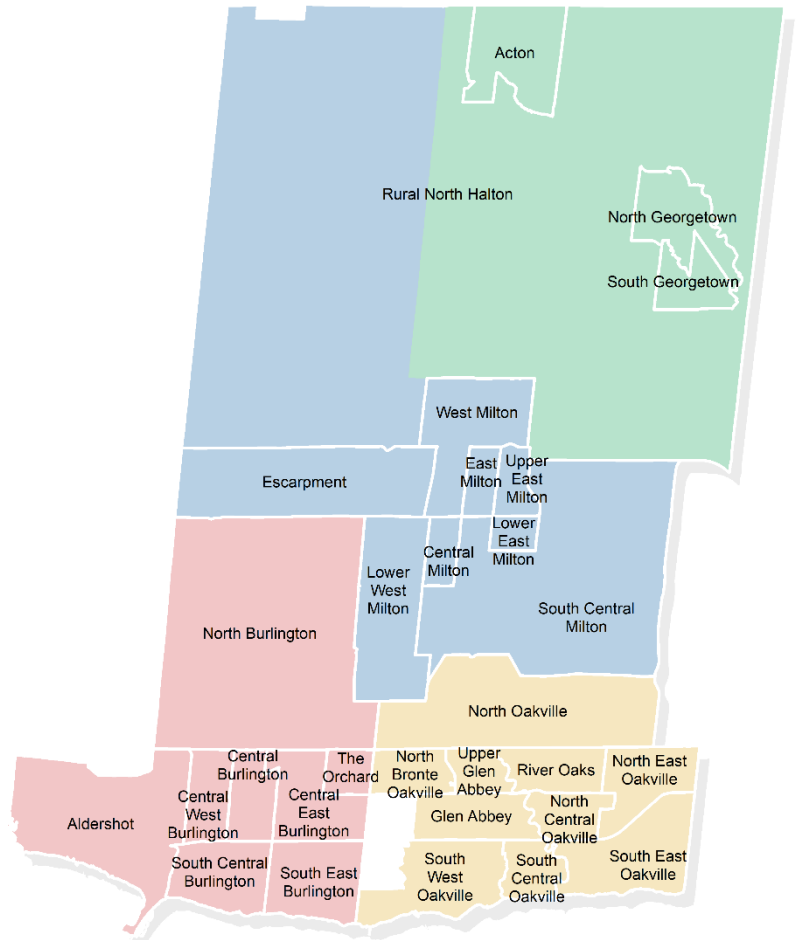 Acton
Rural North Halton
North Georgetown
South Georgetown
West Milton
East
Milton
Upper
East
Milton
Escarpment
Lower
East
Milton
Central
Milton
Lower
West
Milton
South Central
Milton
North Burlington
North Oakville
Central
Burlington
The
Orchard
North
Bronte
Oakville
Upper
Glen
Abbey
River Oaks
North East
Oakville
Aldershot
Central
West
Burlington
Central
East
Burlington
Glen Abbey
North
Central
Oakville
South Central
Burlington
South East
Burlington
South
West
Oakville
South
Central
Oakville
South East
Oakville